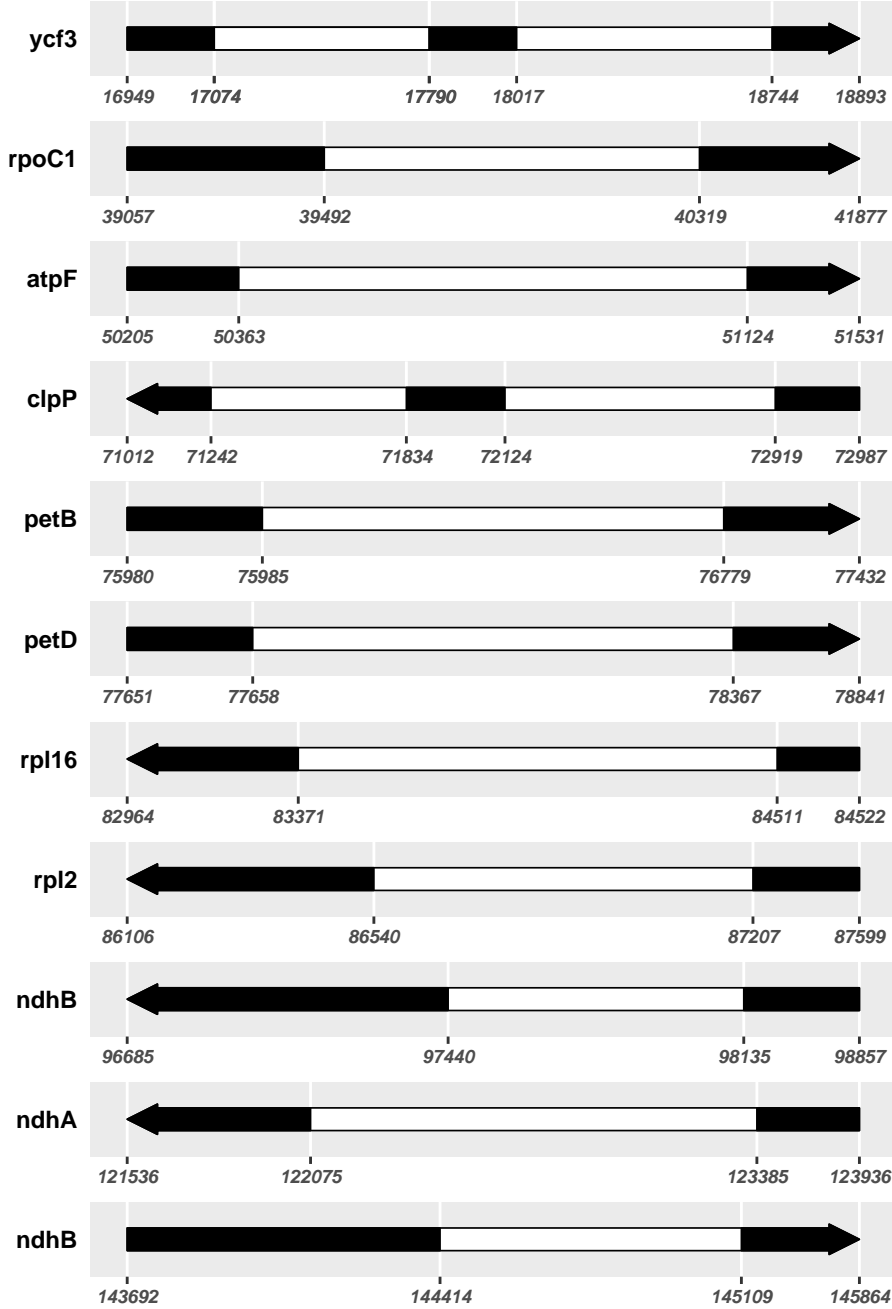 ycf3
16949 17074 17790 18017 18744 18893
rpoC1
39057 39492 40319 41877
atpF
50205 50363 51124 51531
clpP
71012 71242 71834 72124 72919 72987
petB
75980 75985 76779 77432
petD
77651 77658 78367 78841
rpl16
82964 83371 84511 84522
rpl2
86106 86540 87207 87599
ndhB
96685 97440 98135 98857
ndhA
121536 122075 123385 123936
ndhB
143692 144414 145109 145864